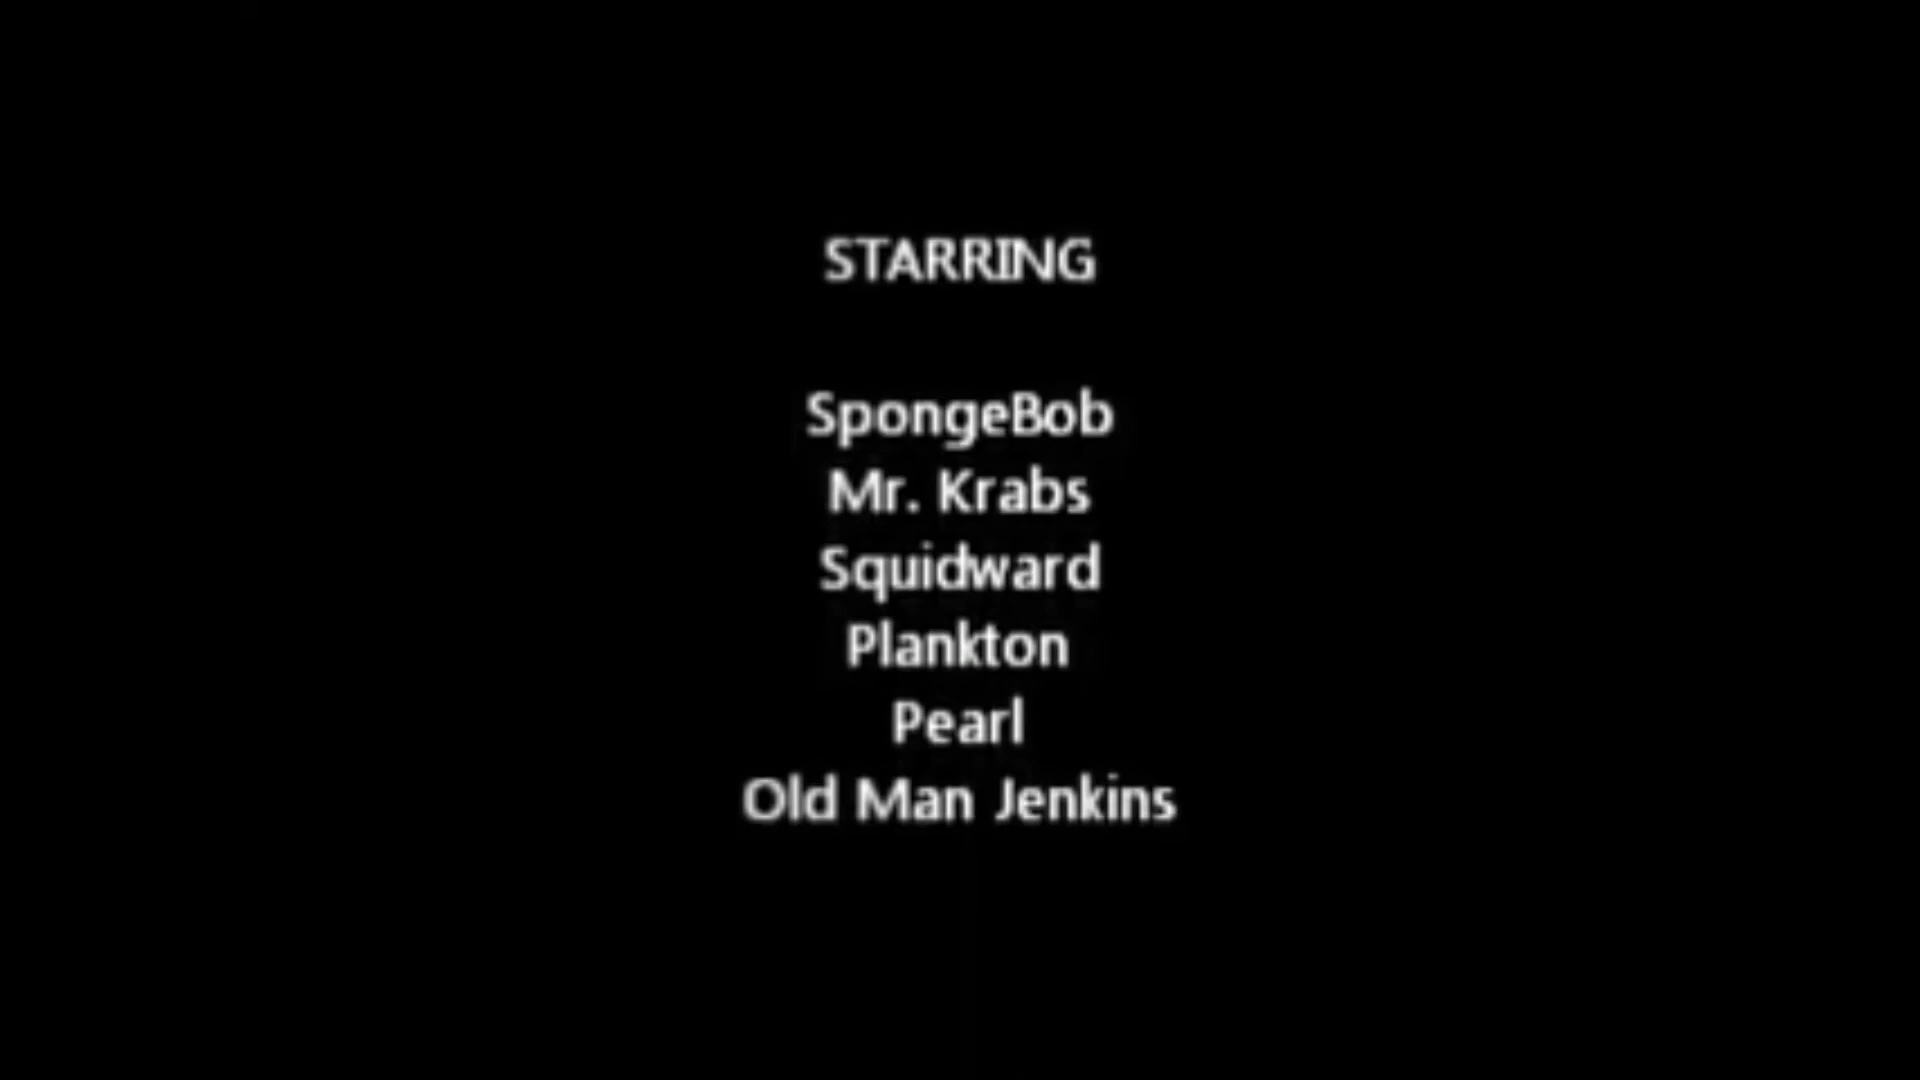 STARRING
SpongeBob
Mr. Krabs
Squidward
Plankton
Pearl
Old Man Jenkins